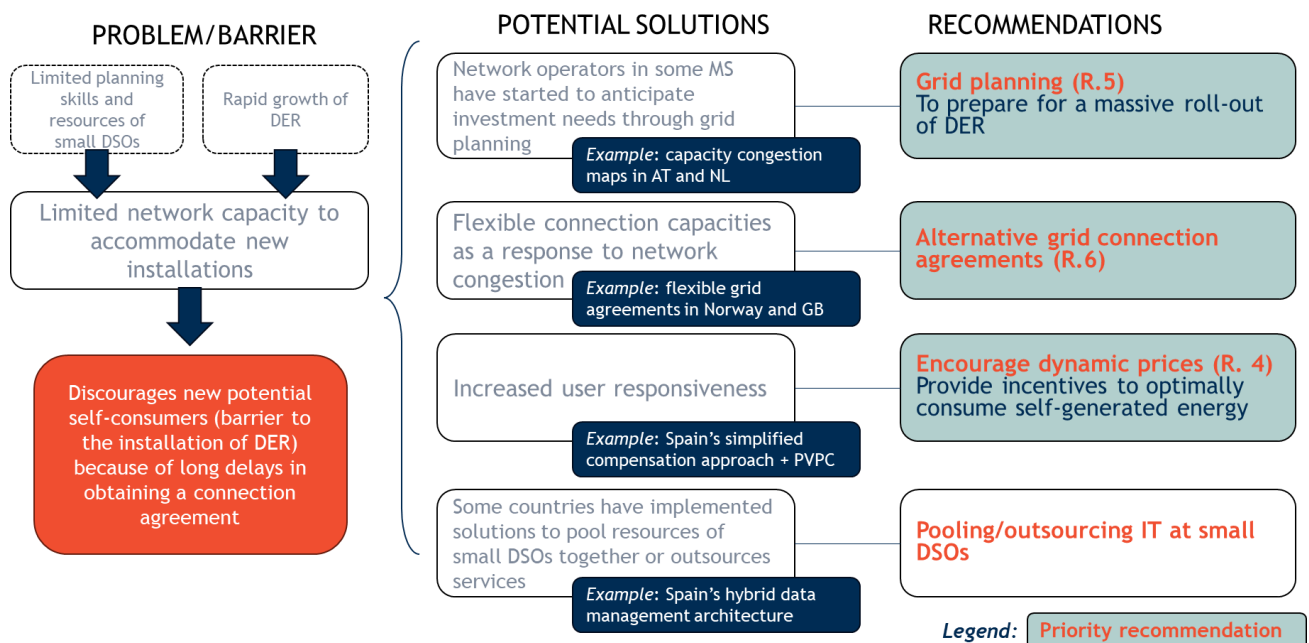 PROBLEM/BARRIER
Limited planning
skills and
resources of
small DSOs
Rapid growth of
DER
Limited network capacity to
accommodate new
installations
Discourages new potential
self-consumers (barrier to
the installation of DER)
because of long delays in
obtaining a connection
agreement
POTENTIAL SOLUTIONS
Network operators in some MS
have started to anticipate
investment needs through grid
planning
Example: capacity congestion
maps in AT and NL
Flexible connection capacities
as a response to network
congestion
Example: flexible grid
agreements in Norway and GB
Increased user responsiveness
Example: Spain's simplified
compensation approach + PVPC
Some countries have implemented
solutions to pool resources of
small DSOs together or outsources
services
Example: Spain's hybrid data
management architecture
RECOMMENDATIONS
Grid planning (R.5)
To prepare for a massive roll-out
of DER
Alternative grid connection
agreements (R.6)
Encourage dynamic prices (R. 4)
Provide incentives to optimally
consume self-generated energy
Pooling/outsourcing IT at small
DSOs
Legend: Priority recommendation